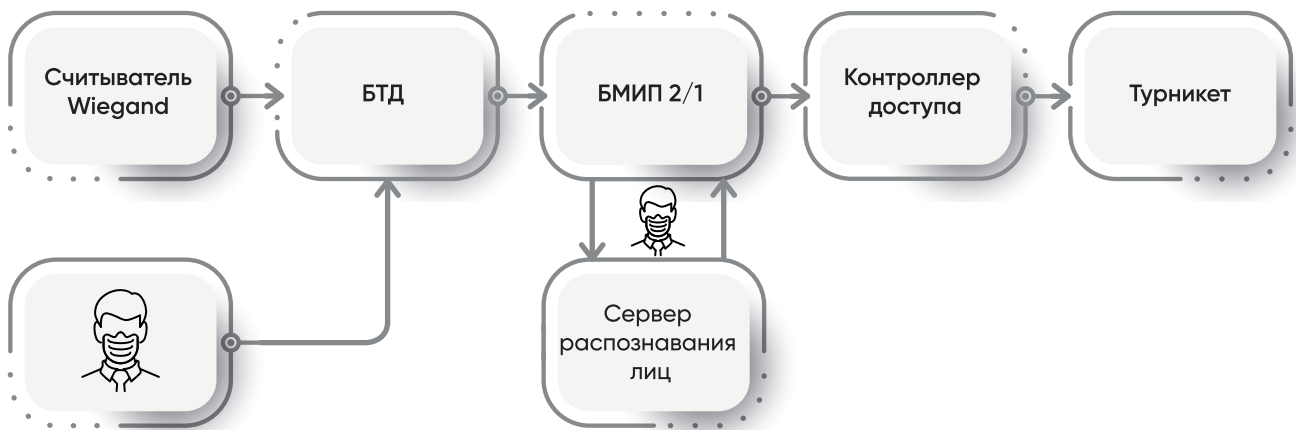 Считыватель
Wiegand
БТД
БМИП 2/1
Контроллер
доступа
Турникет
Сервер
распознавания
лиц